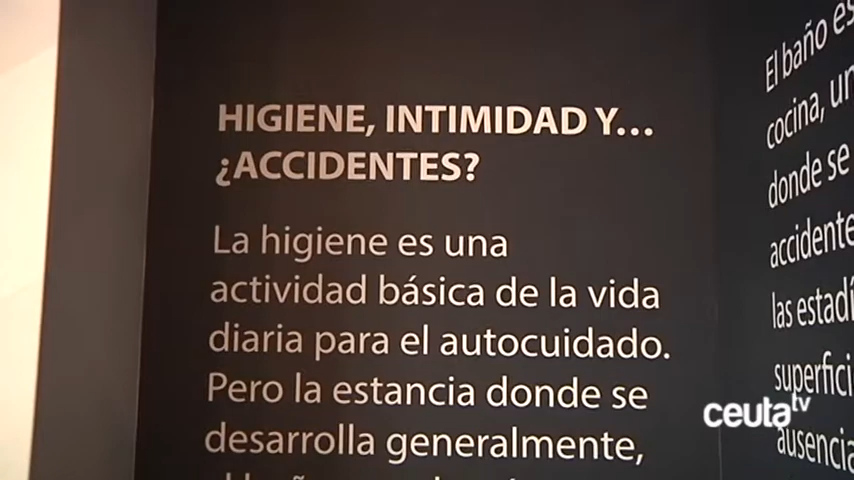 HIGIENE, INTIMIDAD Y...
¿ACCIDENTES?
La higiene es una
actividad básica de la vida
diaria para el autocuidado.
Pero la estancia donde se
desarrolla generalmente,
El baño es
cocina, un
donde se
accidente
las estadí
superfici
ausencia
ceuta tv